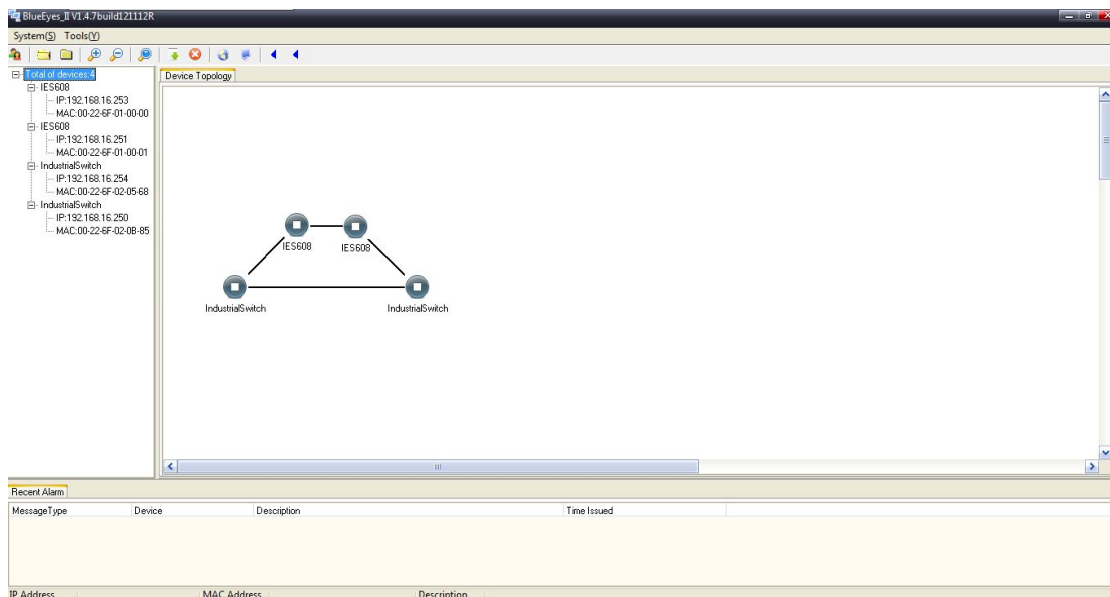 BlueEyes_II V1.4.7build121112R
System(S) Tools(Y)
Total of devices:4
IES608
IP:192.168.16.253
MAC:00-22-6F-01-00-00
IES608
IP:192.168.16.251
MAC:00-22-6F-01-00-01
IndustrialSwitch
IP:192.168.16.254
MAC:00-22-6F-02-05-68
IndustrialSwitch
IP:192.168.16.250
MAC:00-22-6F-02-0B-85
Device Topology
IES608 IES608
IndustrialSwitch IndustrialSwitch
Recent Alarm
MessageType Device Description Time Issued
IP Address MAC Address Description